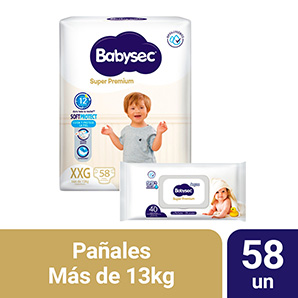 Babysec
Super Premium
12
SOFTPROTECT
XXG
58
Babysec
Super Premium
40
Pañales
Más de 13kg
58
un